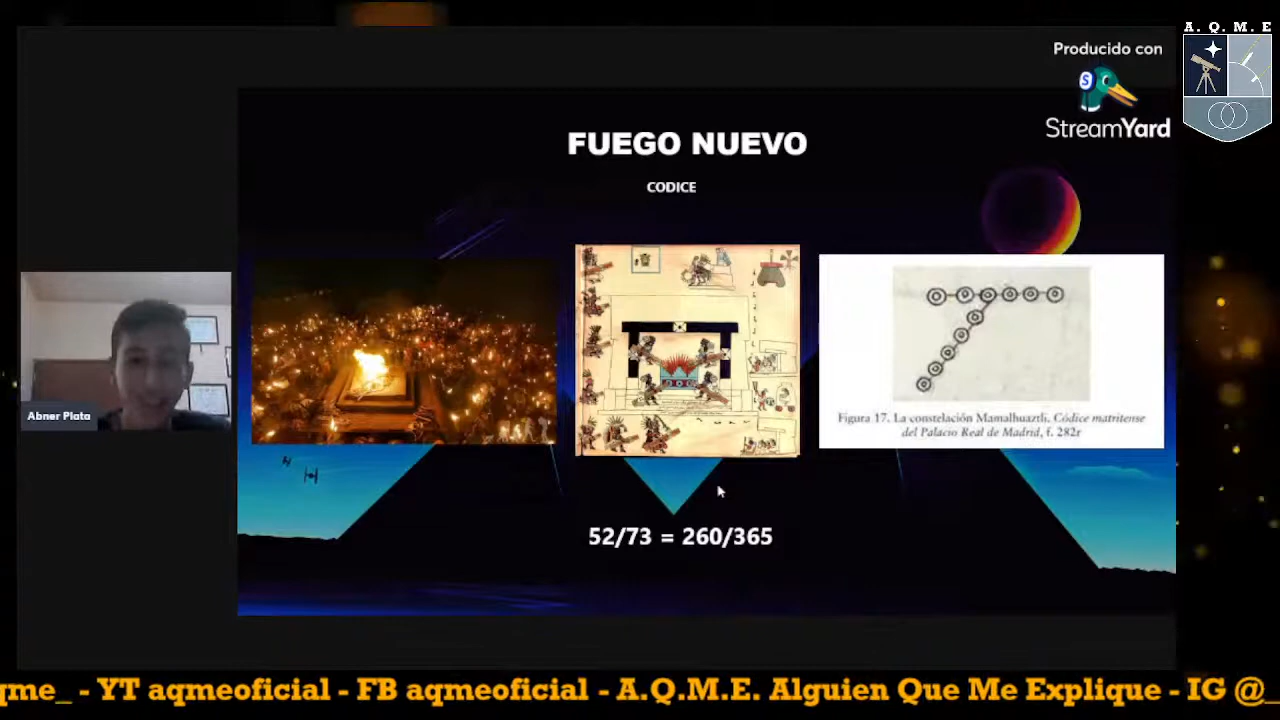 A. Q. M. E
Producido con
S
StreamYard
FUEGO NUEVO
CODICE
Abner Plata
Figura 17. La constelación Mamalhuaztli. Códice matritense
del Palacio Real de Madrid, f. 282r
52/73 = 260/365
qme_ - YT aqmeoficial - FB aqmeoficial - A.Q.M.E. Alguien Que Me Explique - IG @_